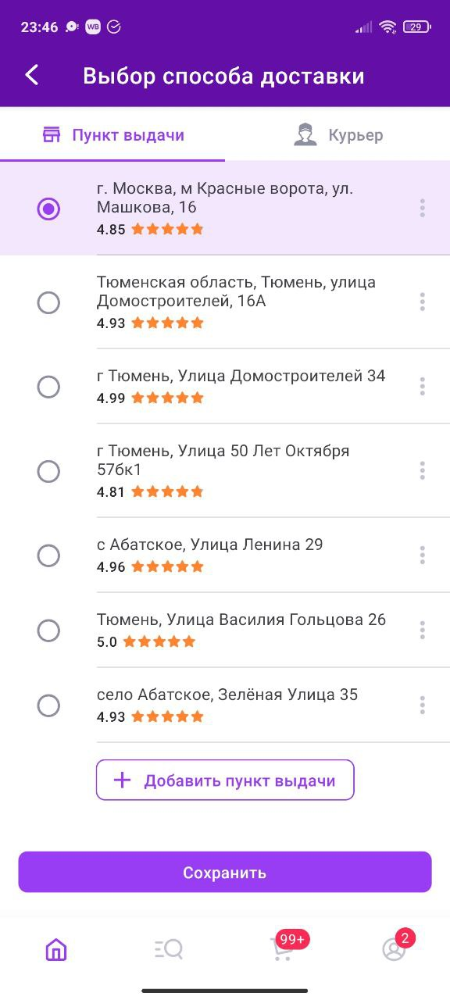 23:46 WB 29
Выбор способа доставки
Пункт выдачи Курьер
г. Москва, м Красные ворота, ул.
Машкова, 16
4.85
Тюменская область, Тюмень, улица
Домостроителей, 16А
4.93
г Тюмень, Улица Домостроителей 34
4.99
г Тюмень, Улица 50 Лет Октября
57бк1
4.81
с Абатское, Улица Ленина 29
4.96
Тюмень, Улица Василия Гольцова 26
5.0
село Абатское, Зелёная Улица 35
4.93
+ Добавить пункт выдачи
Сохранить
99+ 2